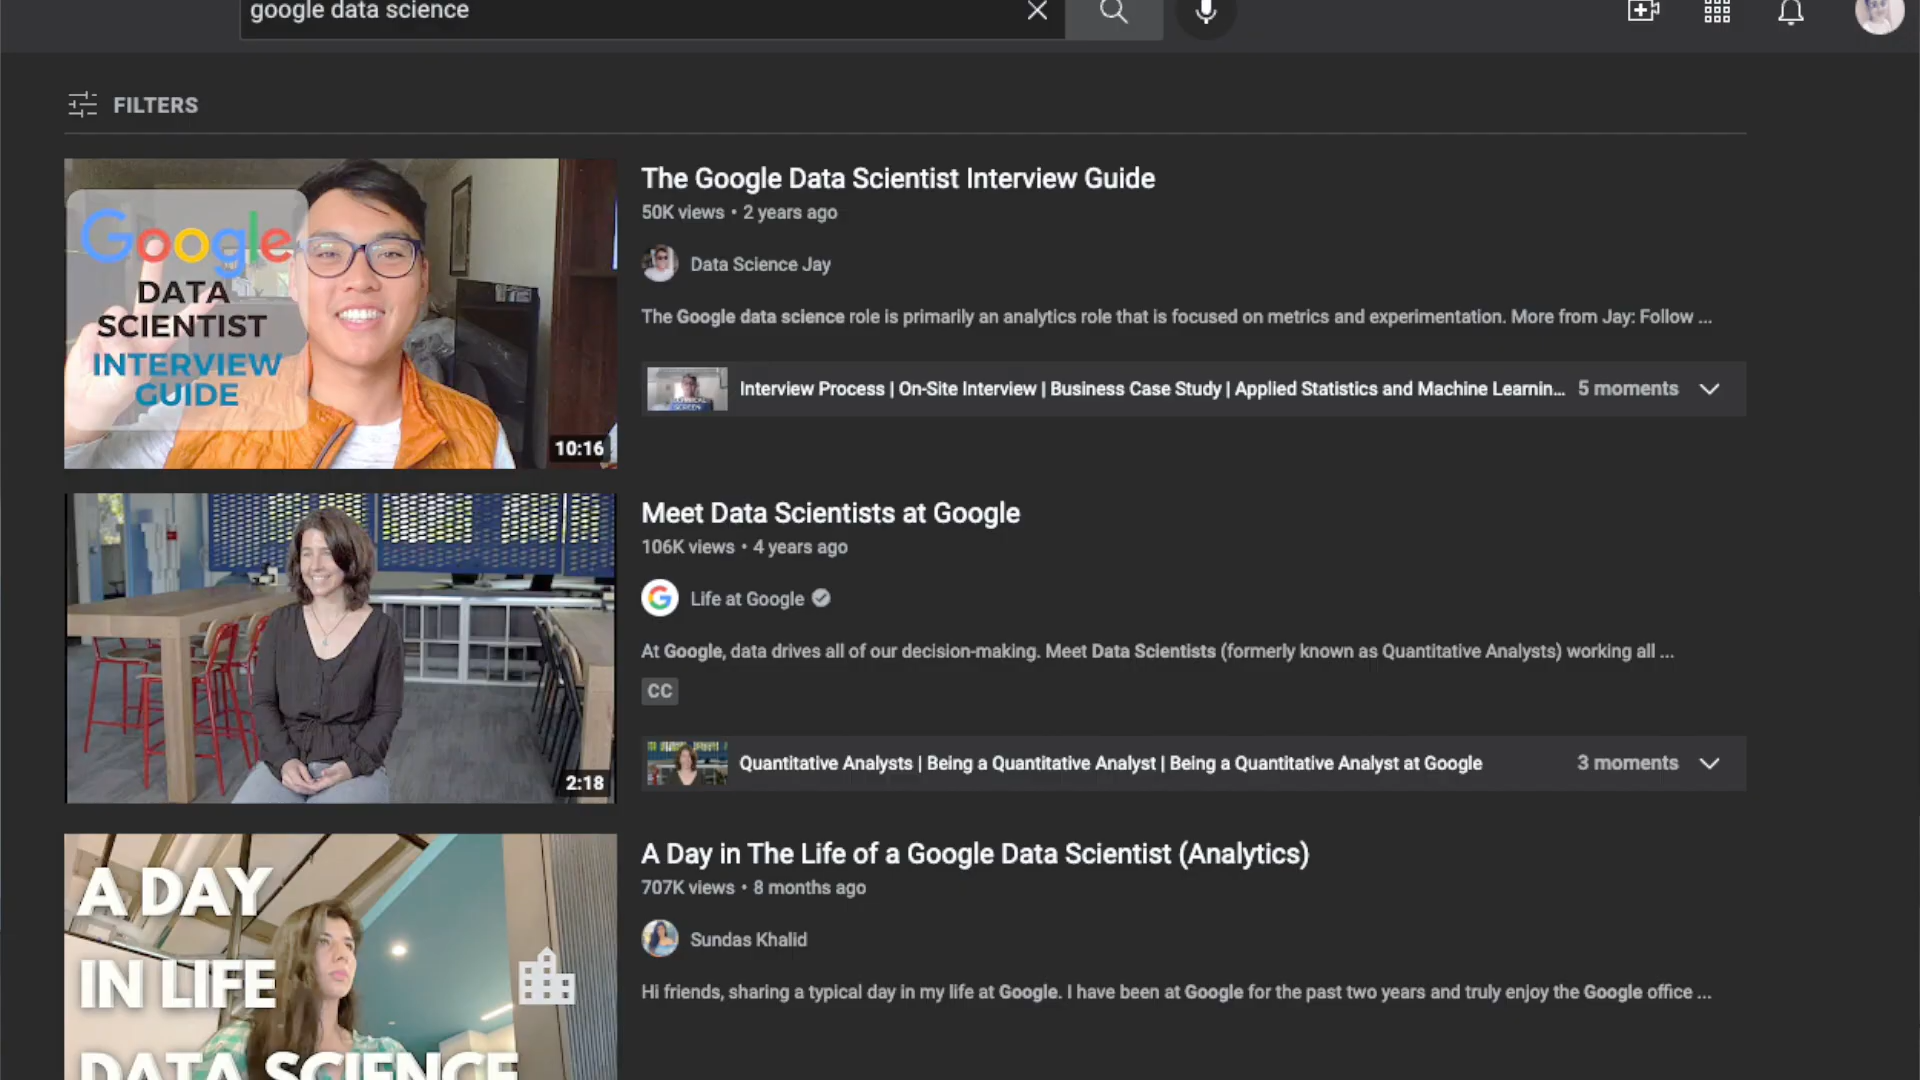 google data science
FILTERS
Google
DATA
SCIENTIST
INTERVIEW
GUIDE
10:16
The Google Data Scientist Interview Guide
50K views • 2 years ago
Data Science Jay
The Google data science role is primarily an analytics role that is focused on metrics and experimentation. More from Jay: Follow ...
Interview Process | On-Site Interview | Business Case Study | Applied Statistics and Machine Learnin... 5 moments
2:18
Meet Data Scientists at Google
106K views • 4 years ago
G Life at Google
At Google, data drives all of our decision-making. Meet Data Scientists (formerly known as Quantitative Analysts) working all ...
CC
Quantitative Analysts | Being a Quantitative Analyst | Being a Quantitative Analyst at Google 3 moments
A DAY
IN LIFE
DATA SCIENCE
A Day in The Life of a Google Data Scientist (Analytics)
707K views • 8 months ago
Sundas Khalid
Hi friends, sharing a typical day in my life at Google. I have been at Google for the past two years and truly enjoy the Google office ...